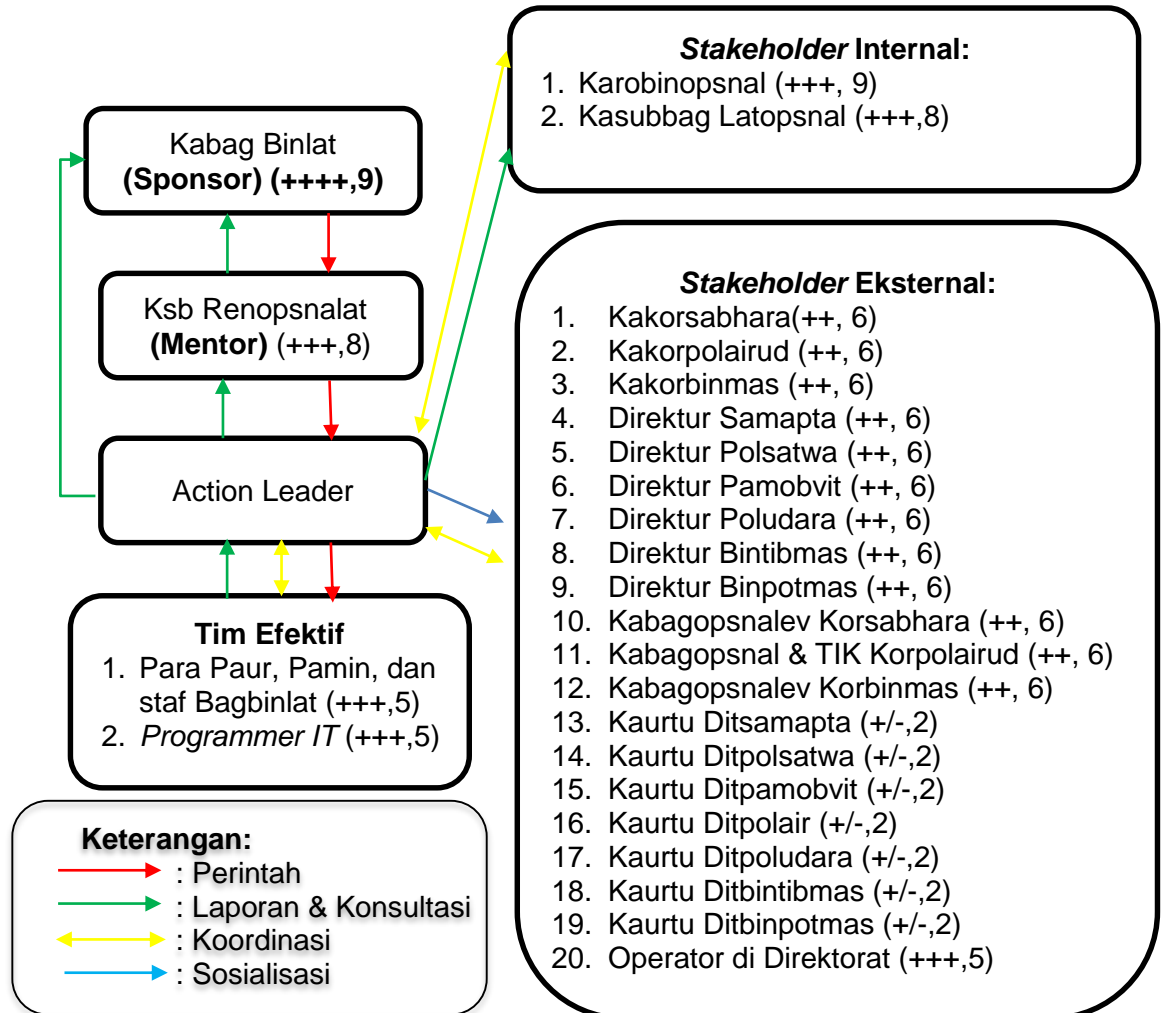 Kabag Binlat
(Sponsor) (++++,9)
Ksb Renopsnalat
(Mentor) (+++,8)
Action Leader
Tim Efektif
1. Para Paur, Pamin, dan
staf Bagbinlat (+++,5)
2. Programmer IT (+++,5)
Keterangan:
: Perintah
: Laporan & Konsultasi
: Koordinasi
: Sosialisasi
Stakeholder Internal:
1. Karobinopsnal (+++, 9)
2. Kasubbag Latopsnal (+++,8)
Stakeholder Eksternal:
1. Kakorsabhara(++, 6)
2. Kakorpolairud (++, 6)
3. Kakorbinmas (++, 6)
4. Direktur Samapta (++, 6)
5. Direktur Polsatwa (++, 6)
6. Direktur Pamobvit (++, 6)
7. Direktur Poludara (++, 6)
8. Direktur Bintibmas (++, 6)
9. Direktur Binpotmas (++, 6)
10. Kabagopsnalev Korsabhara (++, 6)
11. Kabagopsnal & TIK Korpolairud (++, 6)
12. Kabagopsnalev Korbinmas (++, 6)
13. Kaurtu Ditsamapta (+/-,2)
14. Kaurtu Ditpolsatwa (+/-,2)
15. Kaurtu Ditpamobvit (+/-,2)
16. Kaurtu Ditpolair (+/-,2)
17. Kaurtu Ditpoludara (+/-,2)
18. Kaurtu Ditbintibmas (+/-,2)
19. Kaurtu Ditbinpotmas (+/-,2)
20. Operator di Direktorat (+++,5)